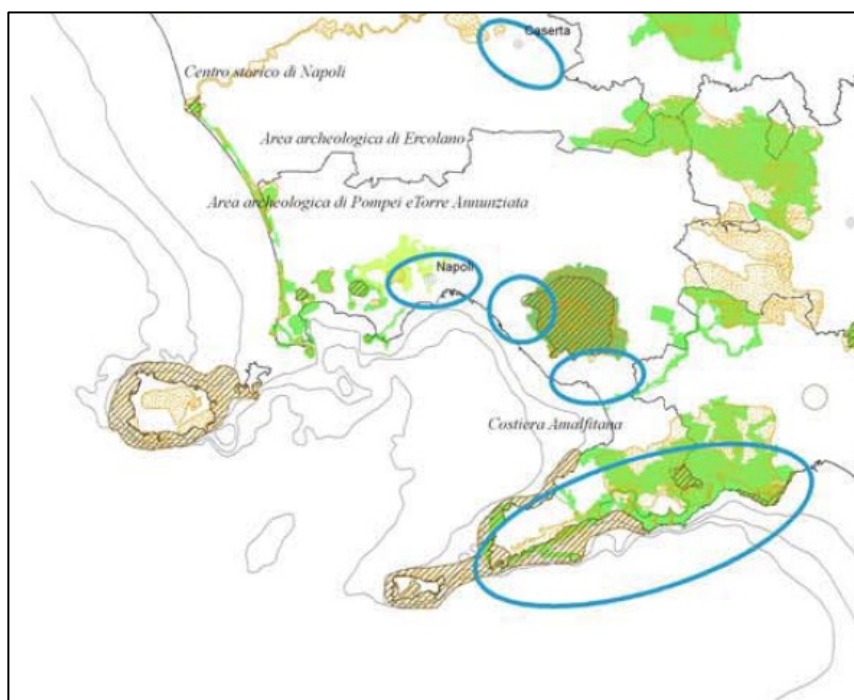 Caserta
Centro storico di Napoli
Area archeologica di Ercolano
Area archeologica di Pompei eTorre Annunziata
Napoli
Costiera Amalfitana